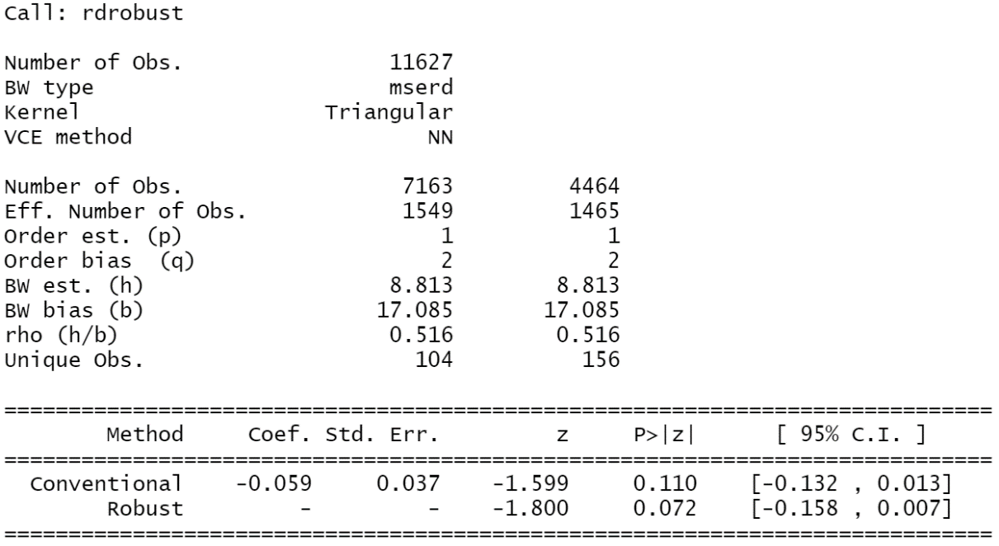 Call: rdrobust
Number of Obs. 11627
BW type mserd
Kernel Triangular
VCE method NN
Number of Obs. 7163 4464
Eff. Number of Obs. 1549 1465
Order est. (p) 1 1
Order bias (q) 2 2
BW est. (h) 8.813 8.813
BW bias (b) 17.085 17.085
rho (h/b) 0.516 0.516
Unique Obs. 104 156
=============================================================================
Method Coef. Std. Err. z P>|z| [ 95% C.I. ]
=============================================================================
Conventional -0.059 0.037 -1.599 0.110 [-0.132 , 0.013]
Robust - - -1.800 0.072 [-0.158 , 0.007]
=============================================================================